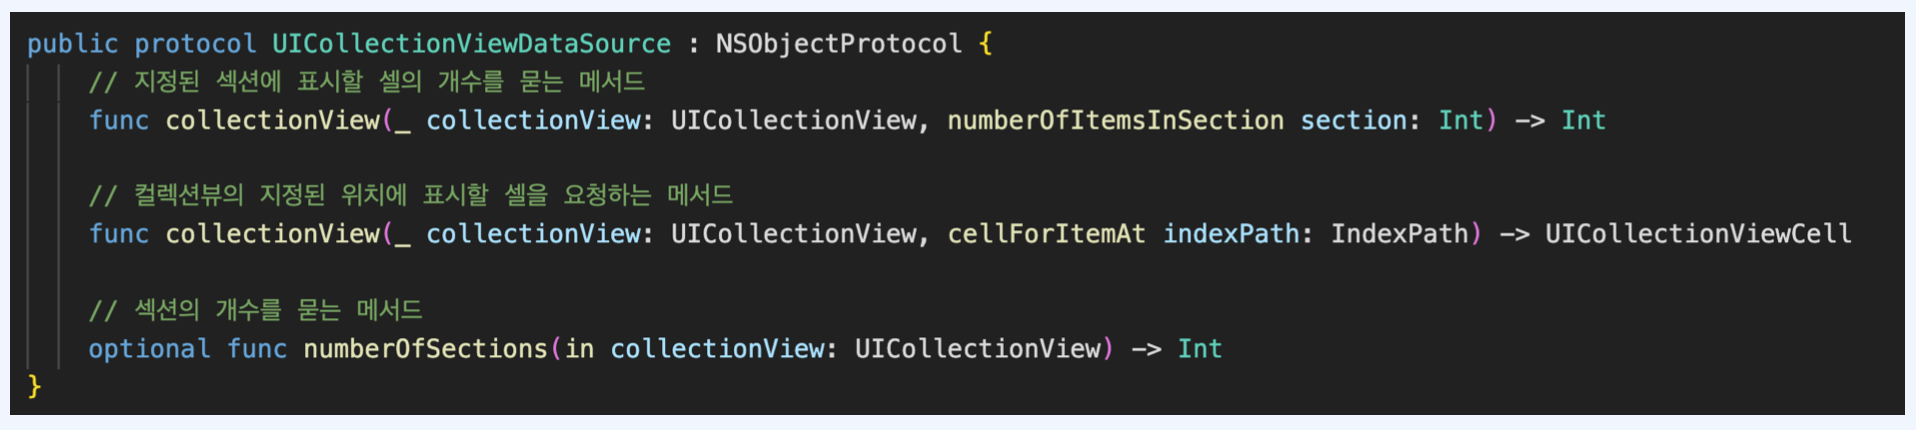 public protocol UICollectionViewDataSource : NSObjectProtocol {
// 지정된 섹션에 표시할 셀의 개수를 묻는 메서드
func collectionView(_ collectionView: UICollectionView, numberOfItemsInSection section: Int) -> Int
// 컬렉션뷰의 지정된 위치에 표시할 셀을 요청하는 메서드
func collectionView(_ collectionView: UICollectionView, cellForItemAt indexPath: IndexPath) -> UICollectionViewCell
// 섹션의 개수를 묻는 메서드
optional func numberOfSections(in collectionView: UICollectionView) -> Int
}